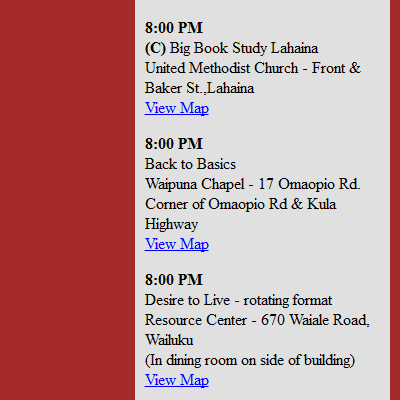 8:00 PM
(C) Big Book Study Lahaina
United Methodist Church - Front &
Baker St.,Lahaina
View Map
8:00 PM
Back to Basics
Waipuna Chapel - 17 Omaopio Rd.
Corner of Omaopio Rd & Kula
Highway
View Map
8:00 PM
Desire to Live - rotating format
Resource Center - 670 Waiale Road,
Wailuku
(In dining room on side of building)
View Map